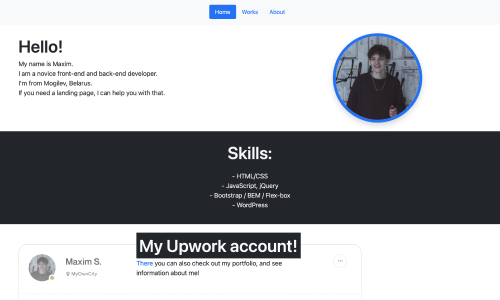 Home Works About
Hello!
My name is Maxim.
I am a novice front-end and back-end developer.
I'm from Mogilev, Belarus.
If you need a landing page, I can help you with that.
Skills:
- HTML/CSS
- JavaScript, jQuery
- Bootstrap / BEM / Flex-box
- WordPress
My Upwork account!
There you can also check out my portfolio, and see
information about me!
Maxim S.
MyOwnCity